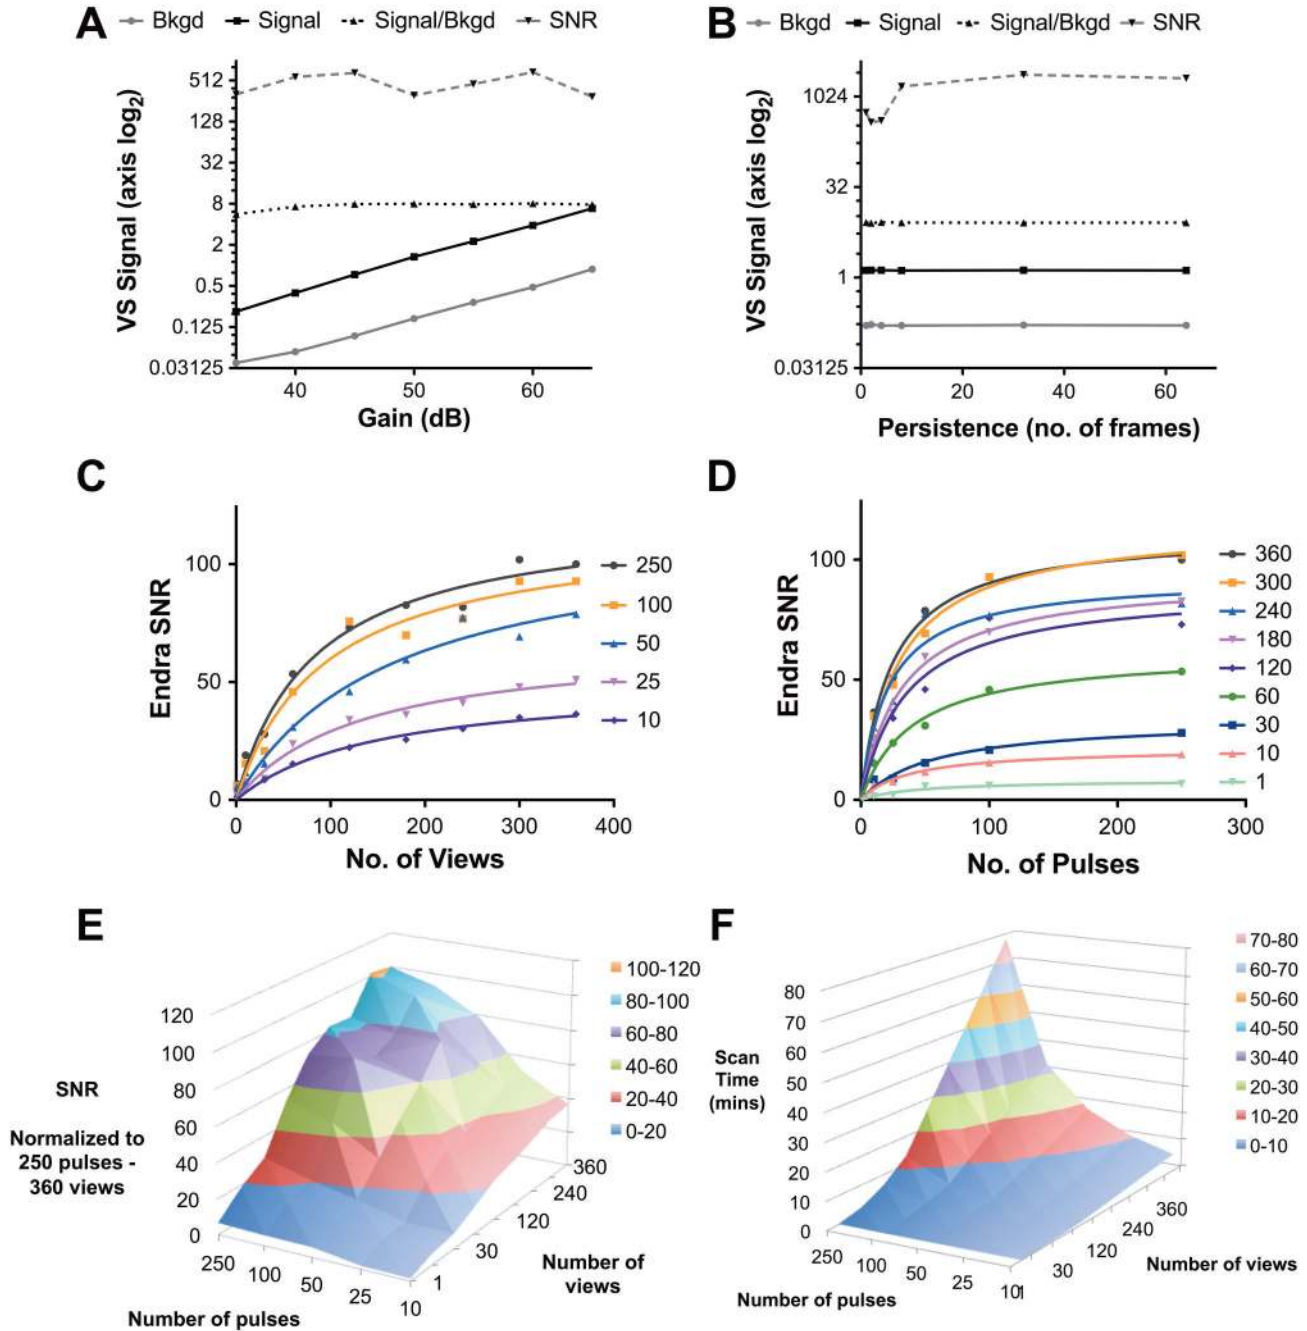 A
Bkgd Signal Signal/Bkgd SNR
VS Signal (axis log2)
512
128
32
8
2
0.5
0.125
0.03125
40 50 60
Gain (dB)
B
Bkgd Signal Signal/Bkgd SNR
VS Signal (axis log2)
1024
32
1
0.03125
0 20 40 60
Persistence (no. of frames)
C
Endra SNR
100
50
0
0 100 200 300 400
No. of Views
250
100
50
25
10
D
Endra SNR
100
50
0
0 100 200 300
No. of Pulses
360
300
240
180
120
60
30
10
1
E
SNR
Normalized to
250 pulses -
360 views
120
100
80
60
40
20
0
250 100 50 25 10
Number of pulses
1 30 120 240 360
Number of
views
100-120
80-100
60-80
40-60
20-40
0-20
F
Scan
Time
(mins)
80
70
60
50
40
30
20
10
0
250 100 50 25 10
Number of pulses
1 30 120 240 360
Number of views
70-80
60-70
50-60
40-50
30-40
20-30
10-20
0-10